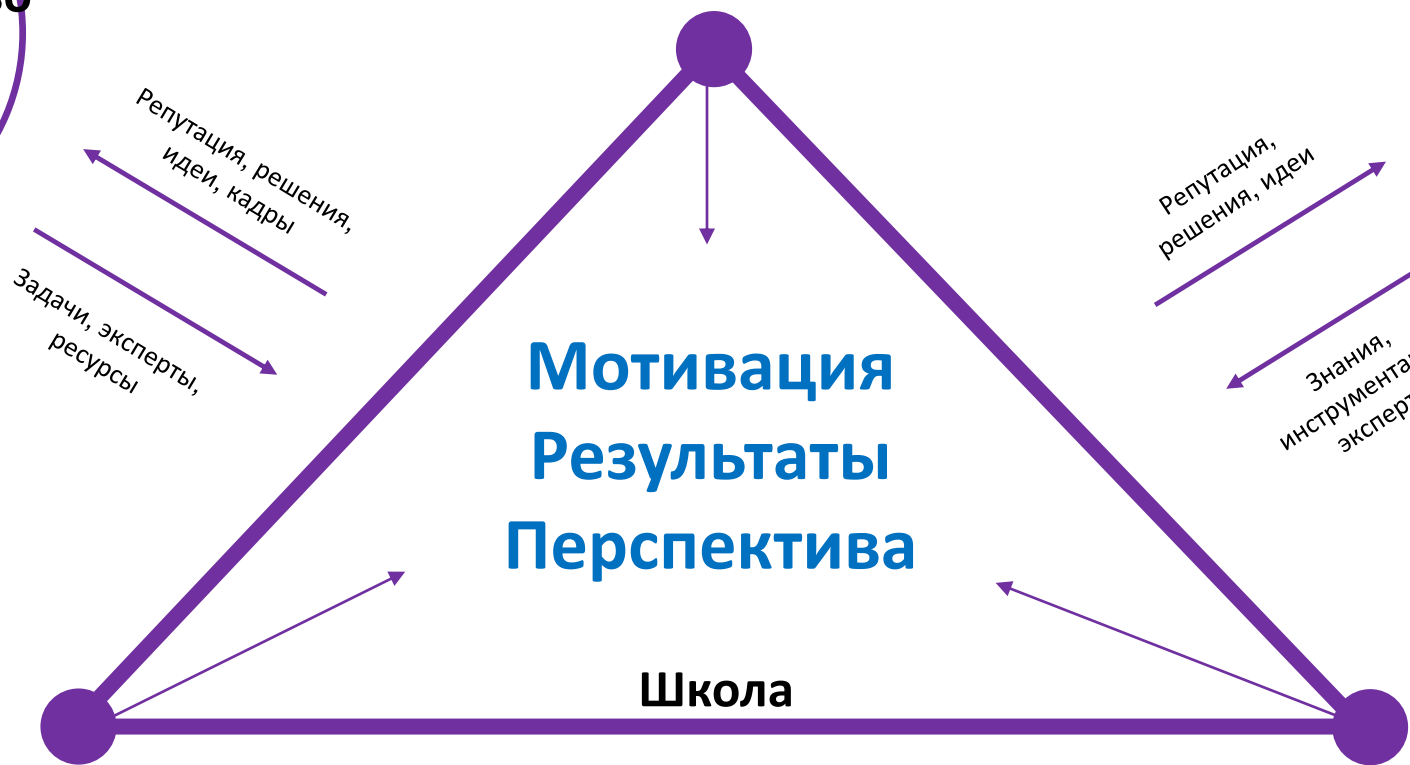 Репутация, решения,
идеи, кадры
Задачи, эксперты,
ресурсы
Репутация,
решения, идеи
Знания,
Мотивация
Результаты
Перспектива
Школа